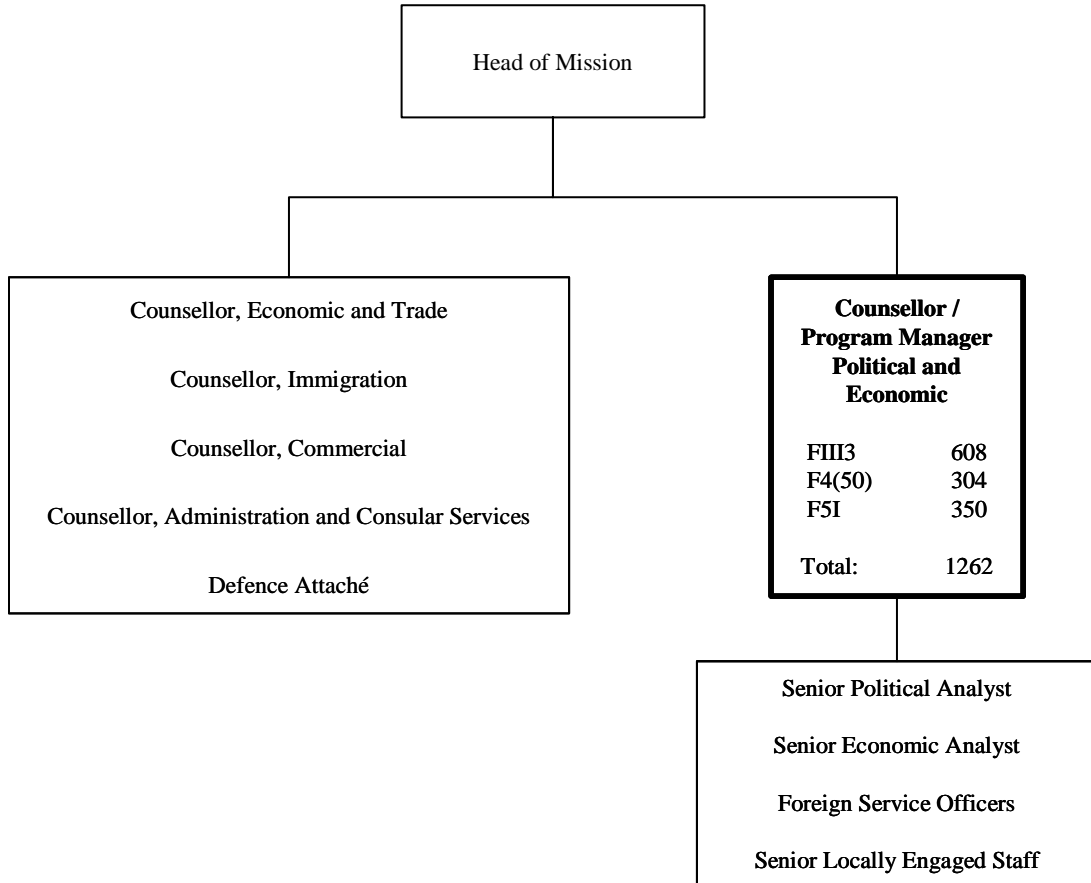 Head of Mission
Counsellor, Economic and Trade
Counsellor, Immigration
Counsellor, Commercial
Counsellor, Administration and Consular Services
Defence Attaché
Counsellor /
Program Manager
Political and
Economic
FIII3 608
F4(50) 304
F5I 350
Total: 1262
Senior Political Analyst
Senior Economic Analyst
Foreign Service Officers
Senior Locally Engaged Staff